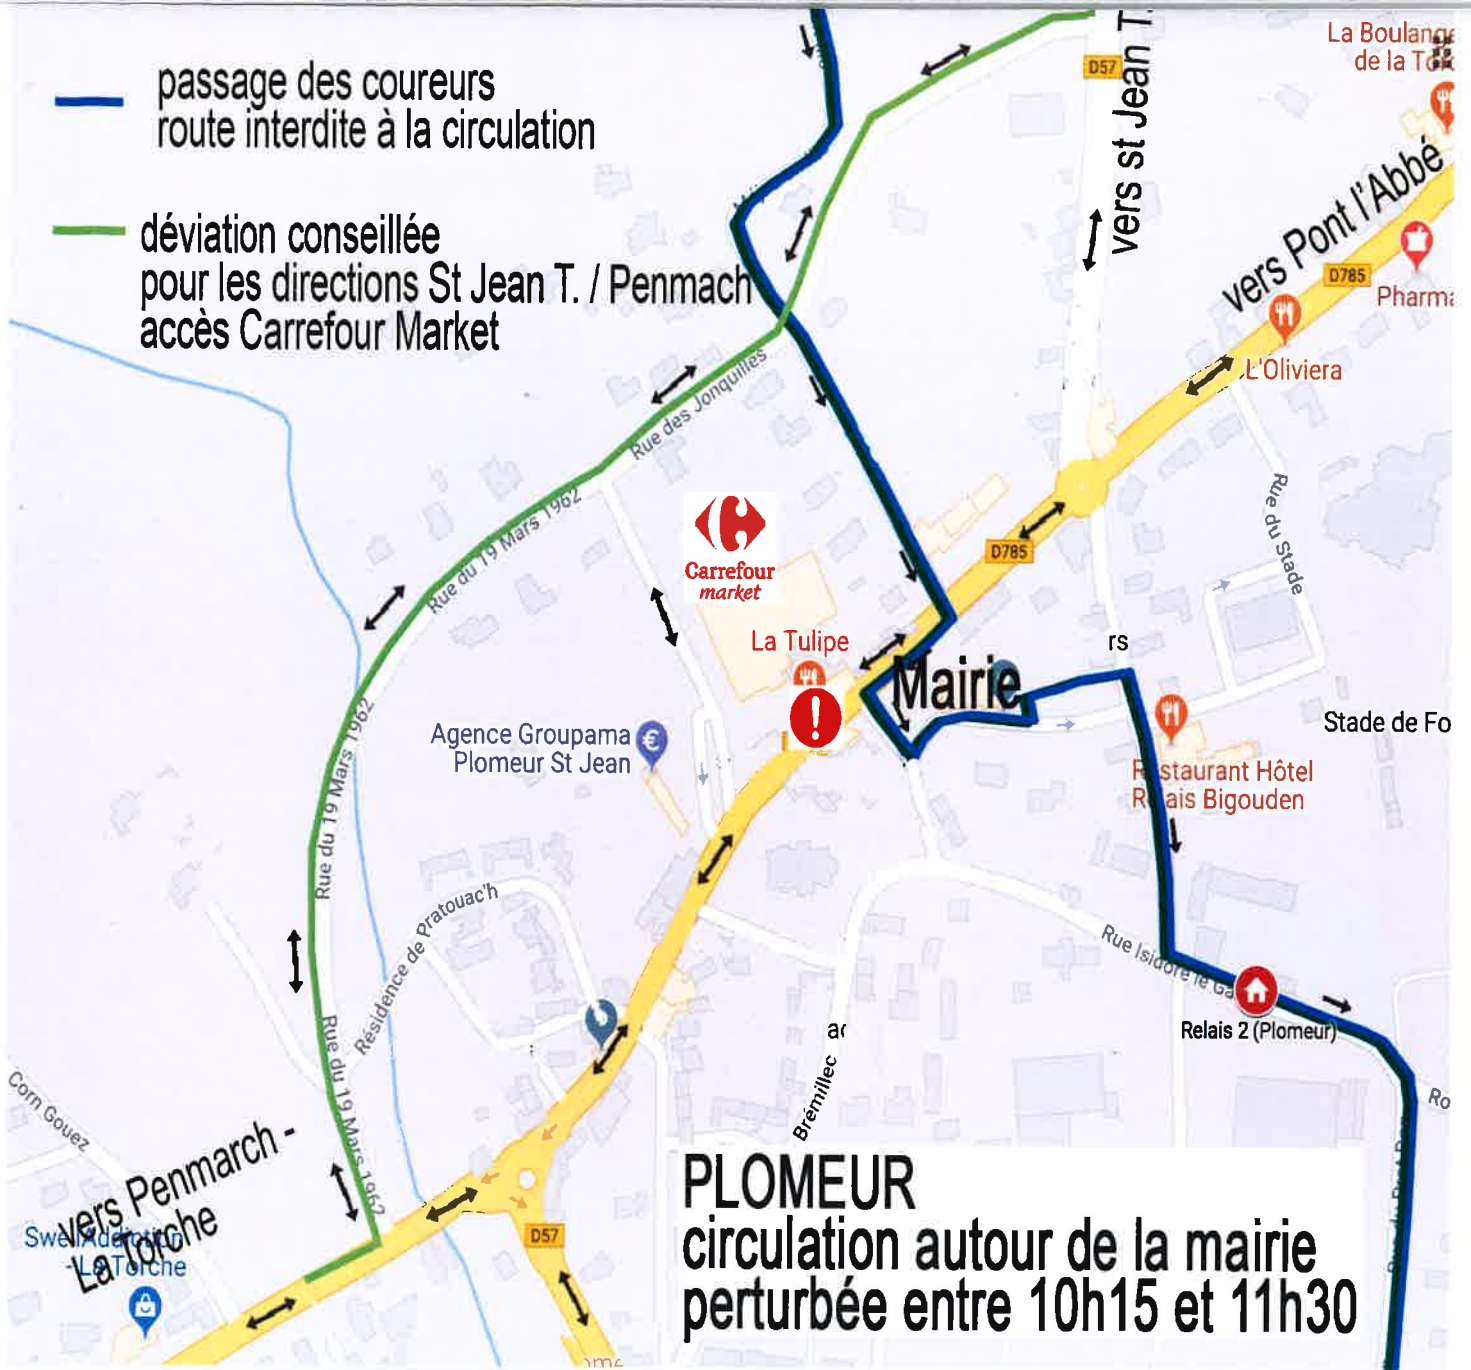 passage des coureurs
route interdite à la circulation
déviation conseillée
pour les directions St Jean T. / Penmach
accès Carrefour Market
D57
vers st Jean T.
La Boulange
de la To
vers Pont l'Abbé
D785
Pharma
L'Oliviera
Rue des Jonquilles
Rue du 19 Mars 1962
Carrefour
market
D785
Rue du Stade
La Tulipe
rs
Mairie
Rue du 19 Mars 1962
Agence Groupama
Plomeur St Jean
Stade de Fo
Restaurant Hôtel
Relais Bigouden
Résidence de Pratouac'h
Rue Isidore le Ga
Relais 2 (Plomeur)
ac
Brémillec
Rue du 19 Mars 1962
Corn Gouez
Ro
vers Penmarch -
La Torche
Swell Addiction
- La Torche
D57
PLOMEUR
circulation autour de la mairie
perturbée entre 10h15 et 11h30